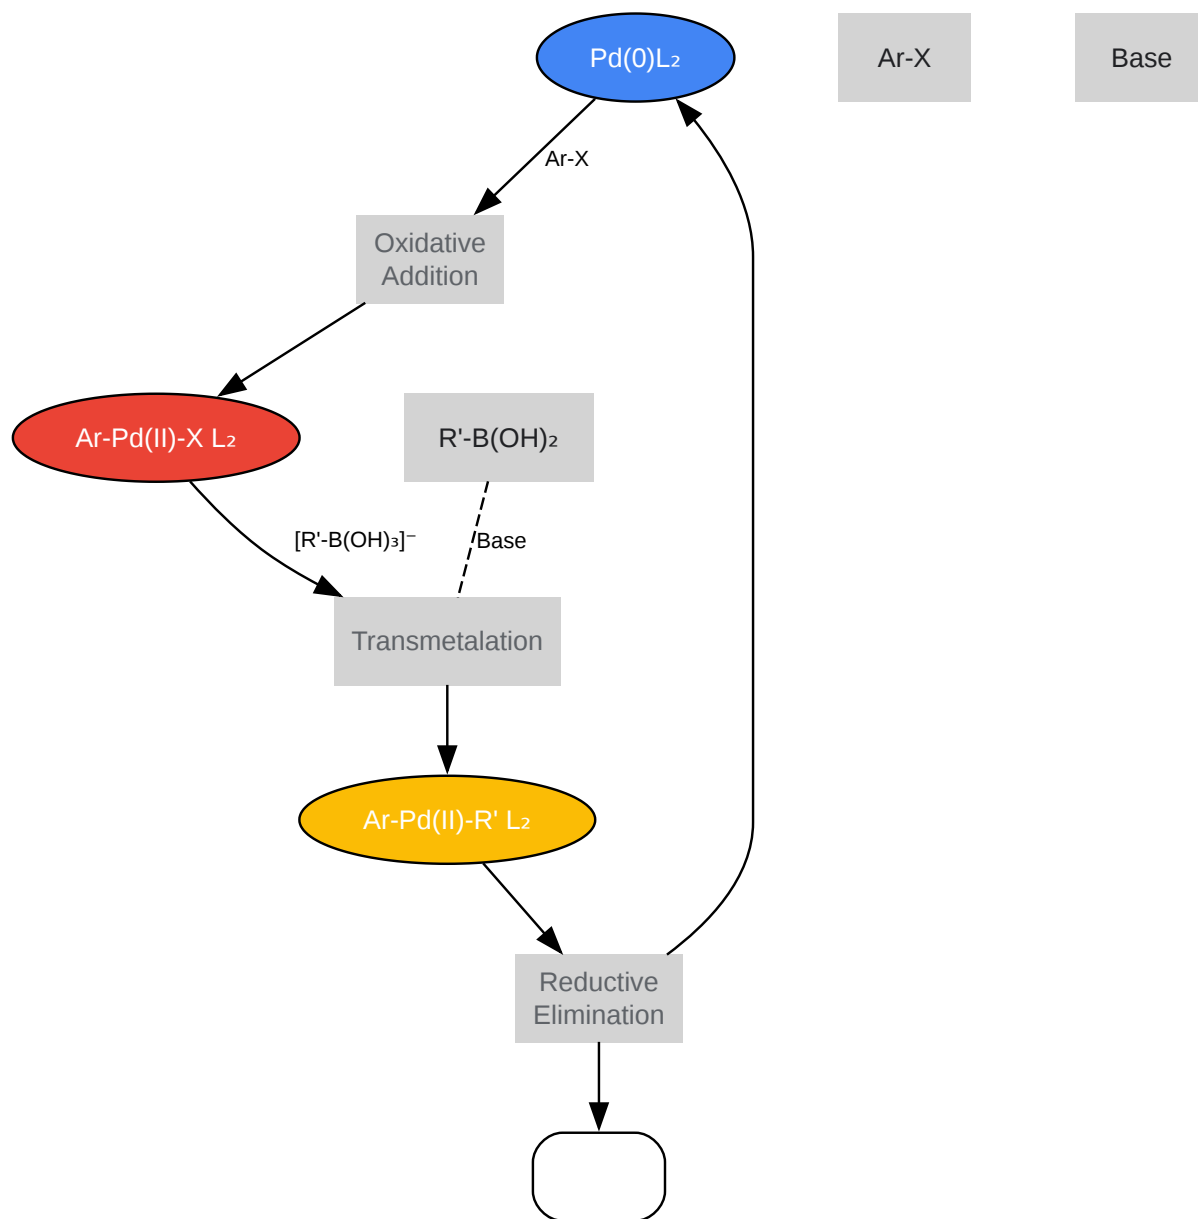 Pd(0)L₂
Ar-X
Base
Ar-X
Oxidative
Addition
Ar-Pd(II)-X L₂
R'-B(OH)₂
[R'-B(OH)₃]⁻
Base
Transmetalation
Ar-Pd(II)-R' L₂
Reductive
Elimination